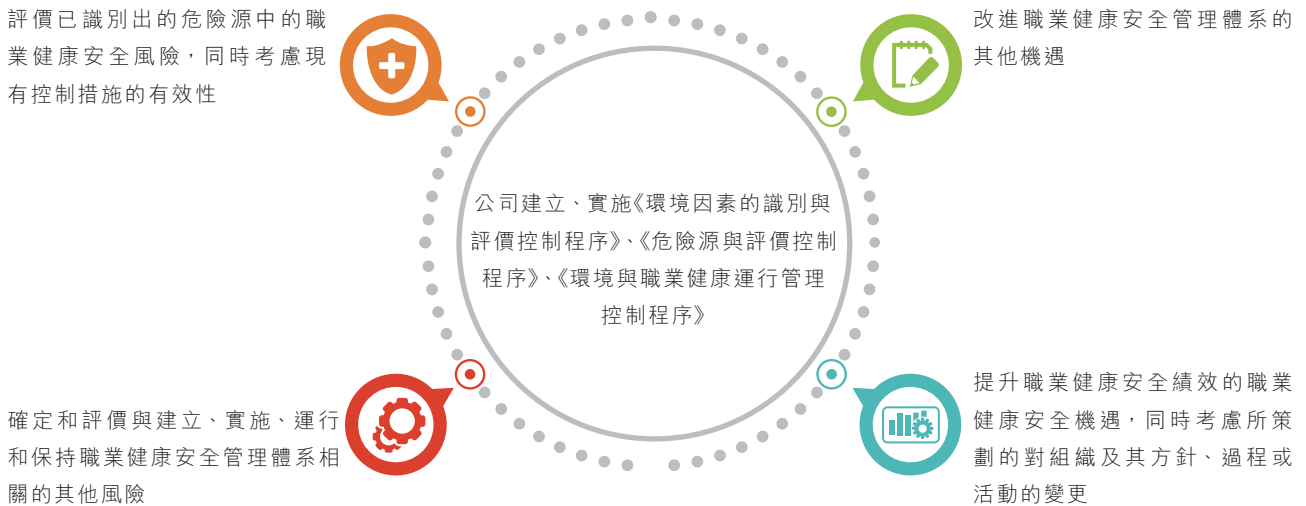 評價已識別出的危險源中的職
業健康安全風險，同時考慮現
有控制措施的有效性
改進職業健康安全管理體系的
其他機遇
公司建立、實施《環境因素的識別與
評價控制程序》、《危險源與評價控制
程序》、《環境與職業健康運行管理
控制程序》
確定和評價與建立、實施、運行
和保持職業健康安全管理體系相
關的其他風險
提升職業健康安全績效的職業
健康安全機遇，同時考慮所策
劃的對組織及其方針、過程或
活動的變更